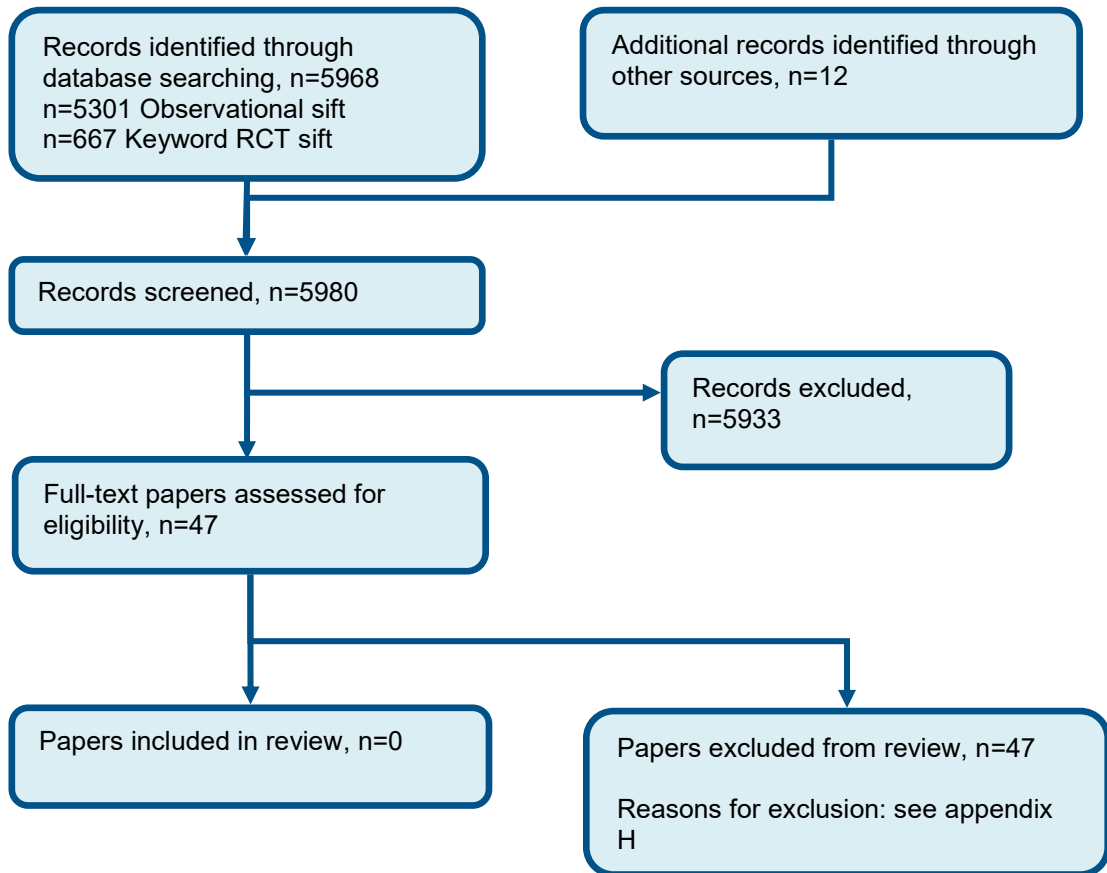 Records identified through
database searching, n=5968
n=5301 Observational sift
n=667 Keyword RCT sift
Additional records identified through
other sources, n=12
Records screened, n=5980
Records excluded,
n=5933
Full-text papers assessed for
eligibility, n=47
Papers included in review, n=0
Papers excluded from review, n=47
Reasons for exclusion: see appendix
H